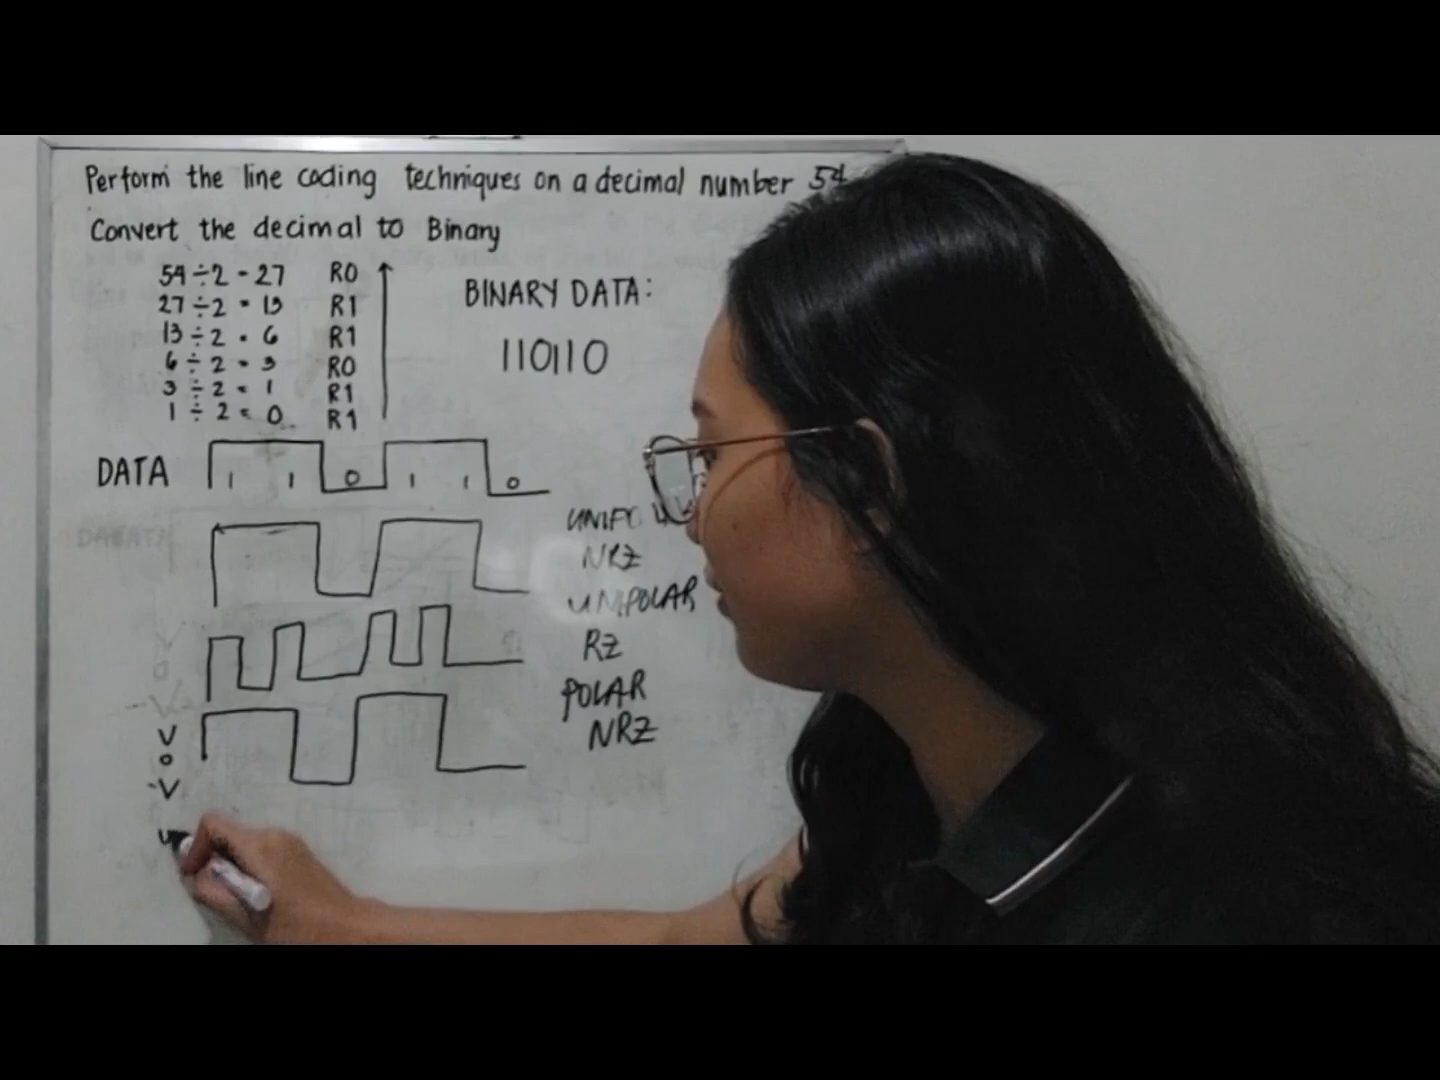 Perform the line coding techniques on a decimal number 54
Convert the decimal to Binary
54 ÷ 2 = 27 R0
27 ÷ 2 = 13 R1
13 ÷ 2 = 6 R1
6 ÷ 2 = 3 R0
3 ÷ 2 = 1 R1
1 ÷ 2 = 0 R1
BINARY DATA:
110110
DATA 1 1 0 1 1 0
NRZ
UNIPOLAR
RZ
POLAR
NRZ
V
0
-V